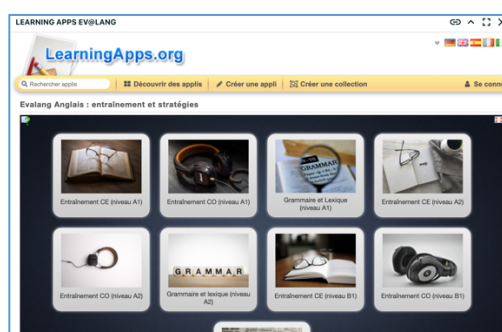 LEARNING APPS EV@LANG
LearningApps.org
Rechercher applis
Découvrir des applis
Créer une appli
Créer une collection
Se conne
Evalang Anglais : entraînement et stratégies
GRAMMAR
Entraînement CE (niveau A1)
Entraînement CO (niveau A1)
Grammaire et Lexique
(niveau A1)
Entraînement CE (niveau A2)
GRAMMAR
Entraînement CO (niveau A2)
Grammaire et lexique (niveau
A2)
Entraînement CE (niveau B1)
Entraînement CO (niveau B1)